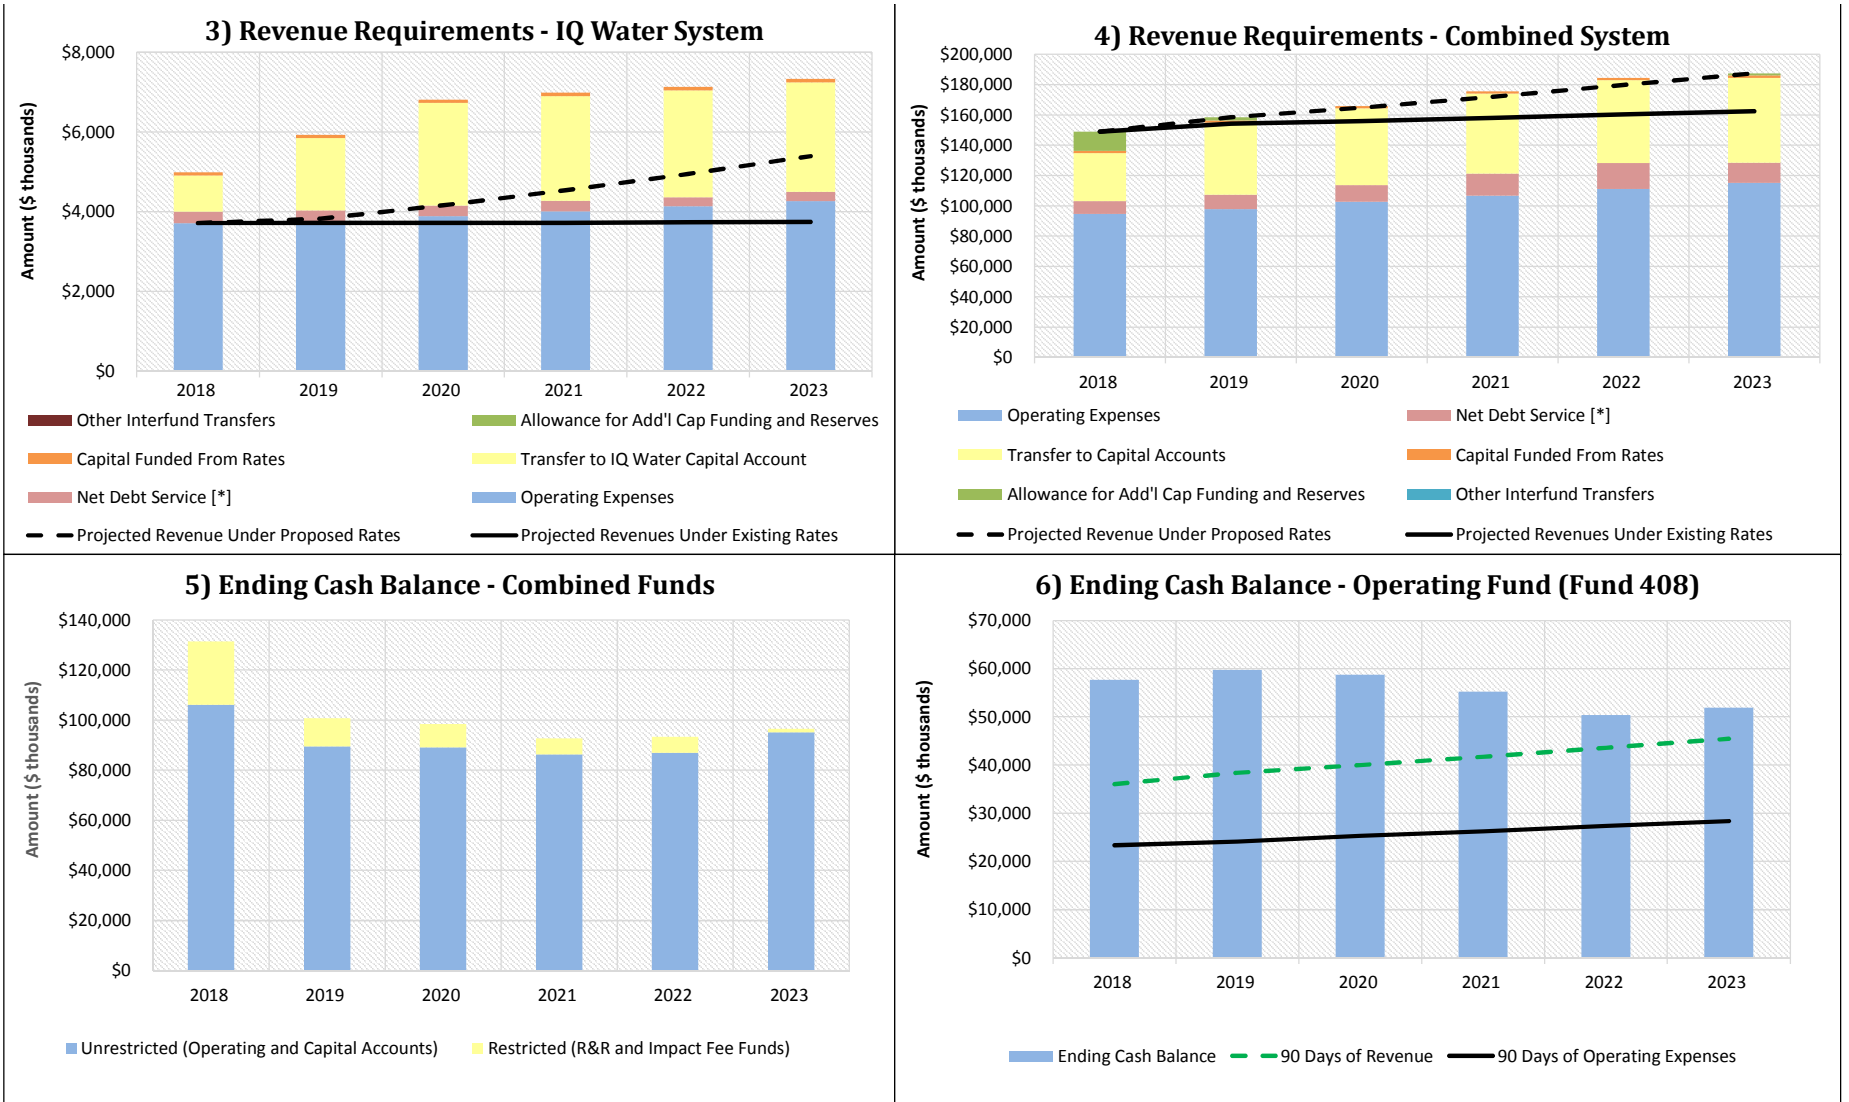 3) Revenue Requirements - IQ Water System
Amount ($ thousands)
$8,000
$6,000
$4,000
$2,000
$0
2018 2019 2020 2021 2022 2023
Other Interfund Transfers
Allowance for Add'l Cap Funding and Reserves
Capital Funded From Rates
Transfer to IQ Water Capital Account
Net Debt Service [*]
Operating Expenses
Projected Revenue Under Proposed Rates
Projected Revenues Under Existing Rates
4) Revenue Requirements - Combined System
Amount ($ thousands)
$200,000
$180,000
$160,000
$140,000
$120,000
$100,000
$80,000
$60,000
$40,000
$20,000
$0
2018 2019 2020 2021 2022 2023
Operating Expenses
Net Debt Service [*]
Transfer to Capital Accounts
Capital Funded From Rates
Allowance for Add'l Cap Funding and Reserves
Other Interfund Transfers
Projected Revenue Under Proposed Rates
Projected Revenues Under Existing Rates
5) Ending Cash Balance - Combined Funds
Amount ($ thousands)
$140,000
$120,000
$100,000
$80,000
$60,000
$40,000
$20,000
$0
2018 2019 2020 2021 2022 2023
Unrestricted (Operating and Capital Accounts)
Restricted (R&R and Impact Fee Funds)
6) Ending Cash Balance - Operating Fund (Fund 408)
Amount ($ thousands)
$70,000
$60,000
$50,000
$40,000
$30,000
$20,000
$10,000
$0
2018 2019 2020 2021 2022 2023
Ending Cash Balance
90 Days of Revenue
90 Days of Operating Expenses